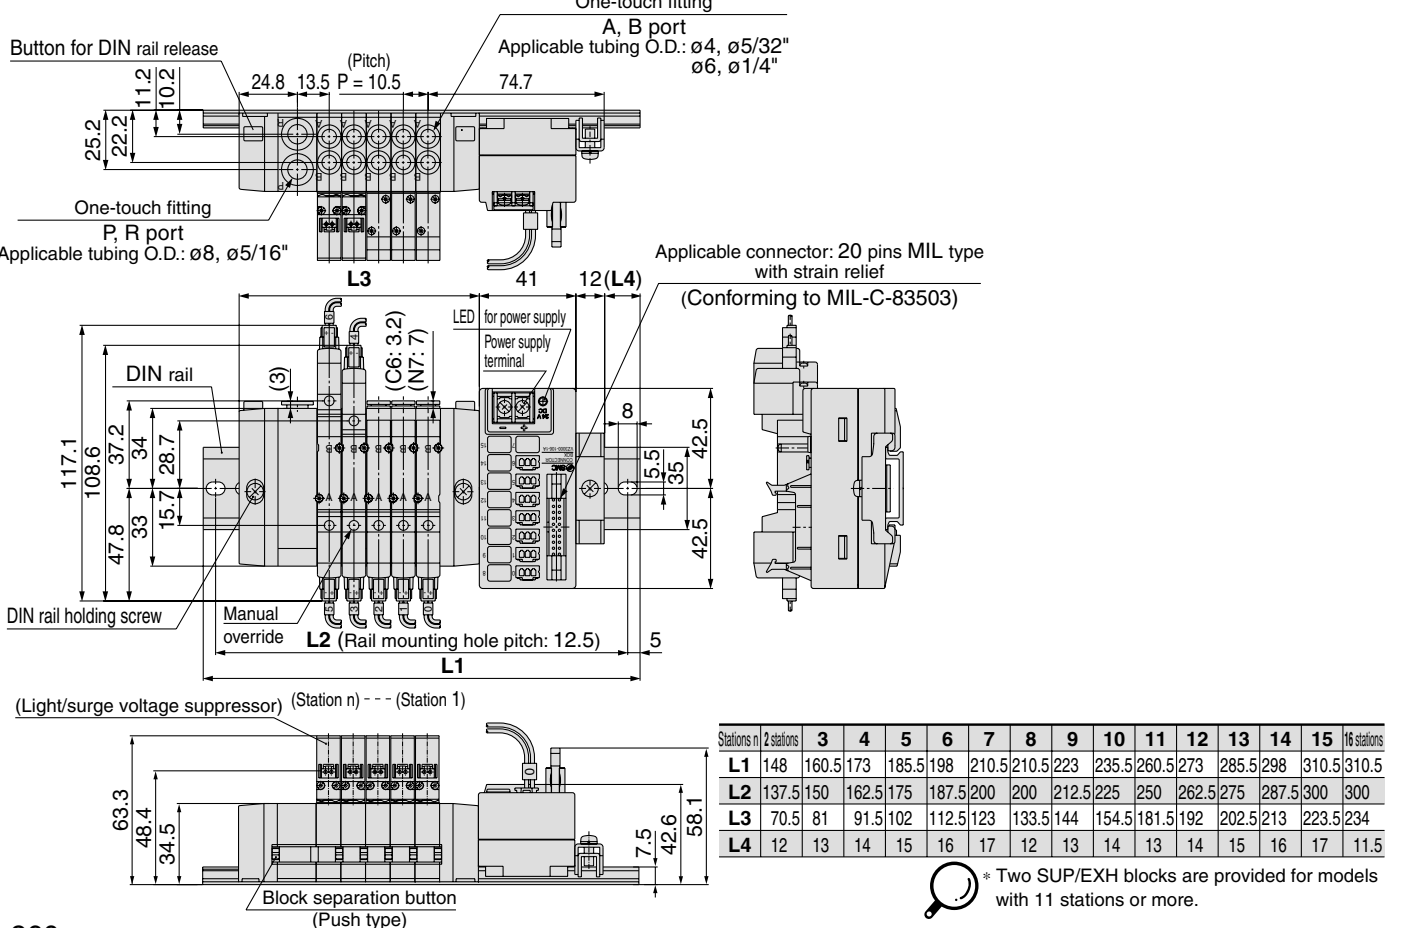 One-touch fitting
A, B port
Applicable tubing O.D.: ø4, ø5/32"
ø6, ø1/4"
Button for DIN rail release
(Pitch)
24.8 13.5 P = 10.5 74.7
11.2
10.2
25.2
22.2
One-touch fitting
P, R port
Applicable tubing O.D.: ø8, ø5/16"
Applicable connector: 20 pins MIL type
with strain relief
(Conforming to MIL-C-83503)
L3 41 12 (L4)
LED for power supply
Power supply
terminal
(C6: 3.2)
(N7: 7)
(3)
DIN rail
117.1
108.6
37.2
34
28.7
15.7
33
47.8
8
5.5
35
42.5
42.5
DIN rail holding screw
Manual
override
L2 (Rail mounting hole pitch: 12.5) 5
L1
(Light/surge voltage suppressor) (Station n) - - - (Station 1)
63.3
48.4
34.5
7.5
42.6
58.1
Block separation button
(Push type)
Stations n 2 stations 3 4 5 6 7 8 9 10 11 12 13 14 15 16 stations
L1 148 160.5 173 185.5 198 210.5 210.5 223 235.5 260.5 273 285.5 298 310.5 310.5
L2 137.5 150 162.5 175 187.5 200 200 212.5 225 250 262.5 275 287.5 300 300
L3 70.5 81 91.5 102 112.5 123 133.5 144 154.5 181.5 192 202.5 213 223.5 234
L4 12 13 14 15 16 17 12 13 14 13 14 15 16 17 11.5
* Two SUP/EXH blocks are provided for models
with 11 stations or more.